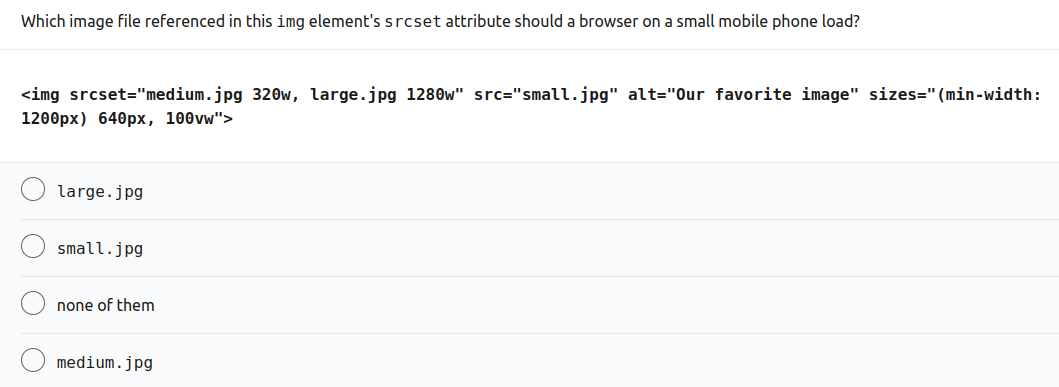 Which image file referenced in this img element's srcset attribute should a browser on a small mobile phone load?
<img srcset="medium.jpg 320w, large.jpg 1280w" src="small.jpg" alt="Our favorite image" sizes="(min-width:
1200px) 640px, 100vw">
large.jpg
small.jpg
none of them
medium.jpg